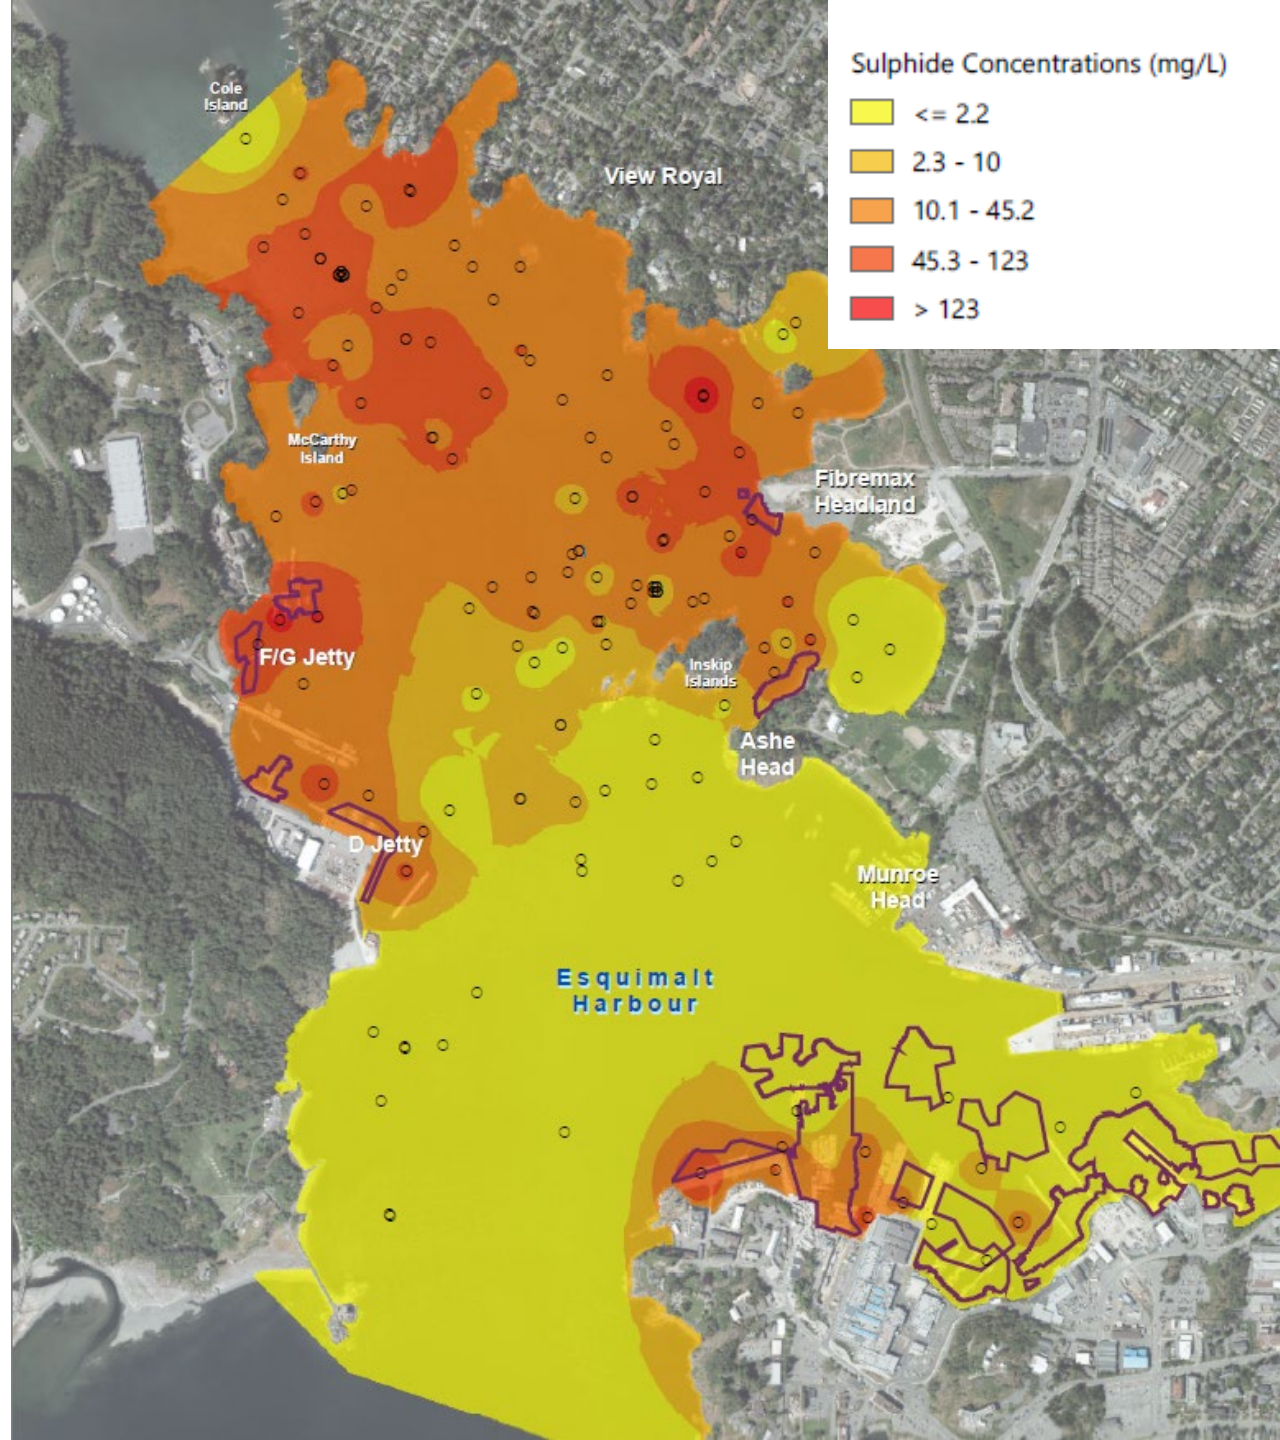 Sulphide Concentrations (mg/L)
<= 2.2
2.3 - 10
10.1 - 45.2
45.3 - 123
> 123
Cole
Island
View Royal
McCarthy
Island
Fibremax
Headland
F/G Jetty
Inskip
Islands
Ashe
Head
D Jetty
Munroe
Head
Esquimalt
Harbour